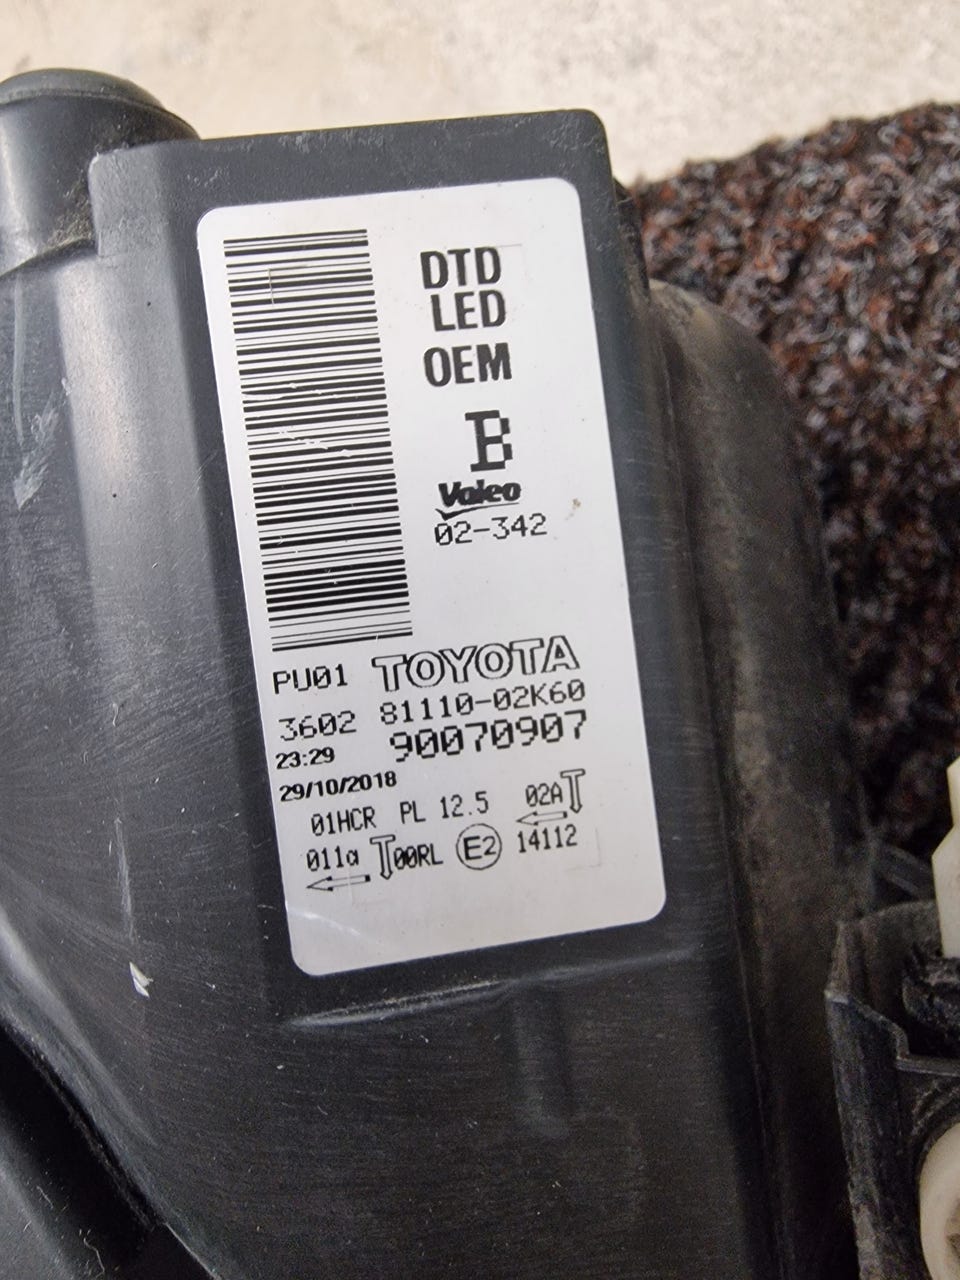 DTD
LED
OEM
B
Valeo
02-342
PU01 TOYOTA
3602 81110-02K60
23:29 90070907
29/10/2018
01HCR PL 12.5 02A
011a 00RL E2 14112